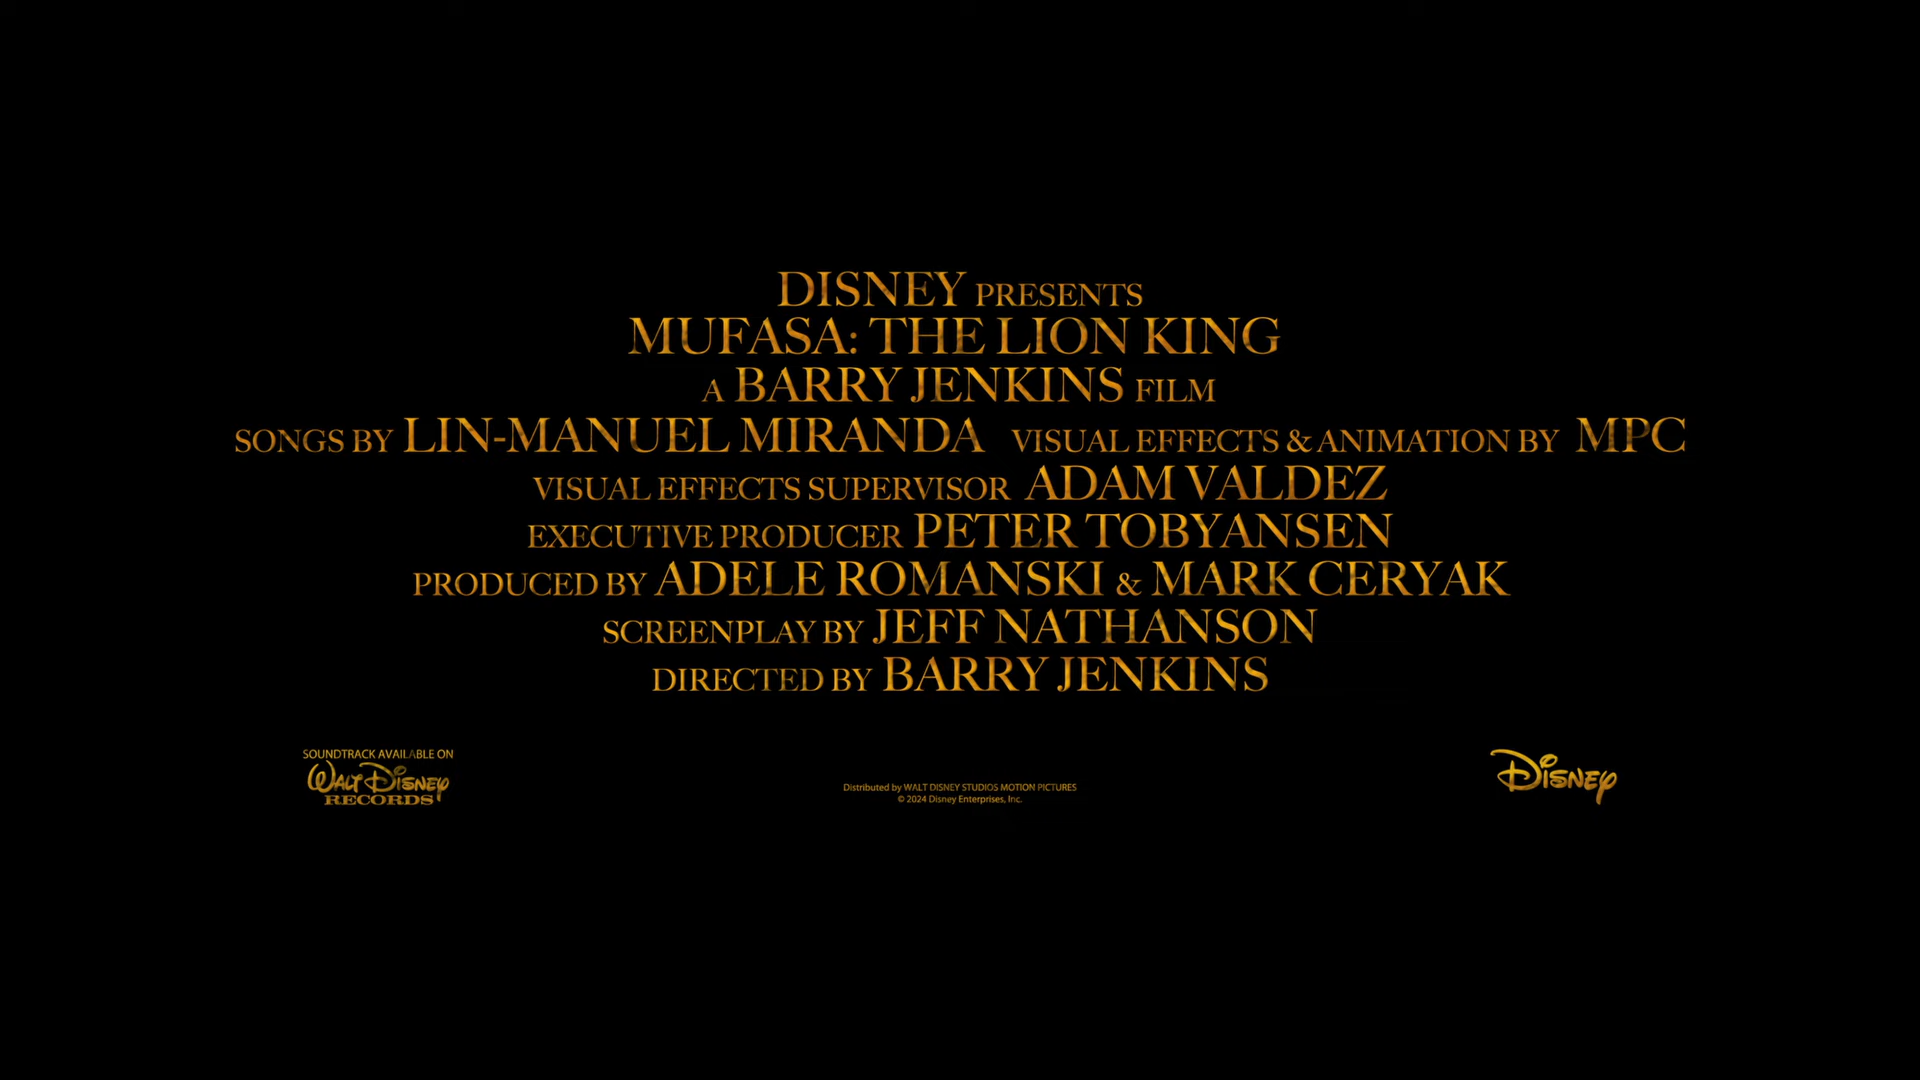 DISNEY PRESENTS
MUFASA: THE LION KING
A BARRY JENKINS FILM
SONGS BY LIN-MANUEL MIRANDA VISUAL EFFECTS & ANIMATION BY MPC
VISUAL EFFECTS SUPERVISOR ADAM VALDEZ
EXECUTIVE PRODUCER PETER TOBYANSEN
PRODUCED BY ADELE ROMANSKI & MARK CERYAK
SCREENPLAY BY JEFF NATHANSON
DIRECTED BY BARRY JENKINS
SOUNDTRACK AVAILABLE ON
WALT DISNEY
RECORDS
Distributed by WALT DISNEY STUDIOS MOTION PICTURES
© 2024 Disney Enterprises, Inc.
DISNEY